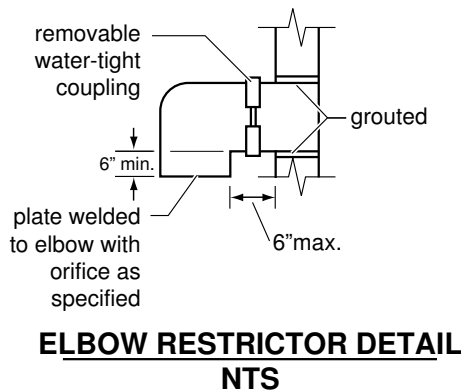 removable
water-tight
coupling
grouted
6” min.
plate welded
to elbow with
orifice as
specified
6”max.
ELBOW RESTRICTOR DETAIL
NTS